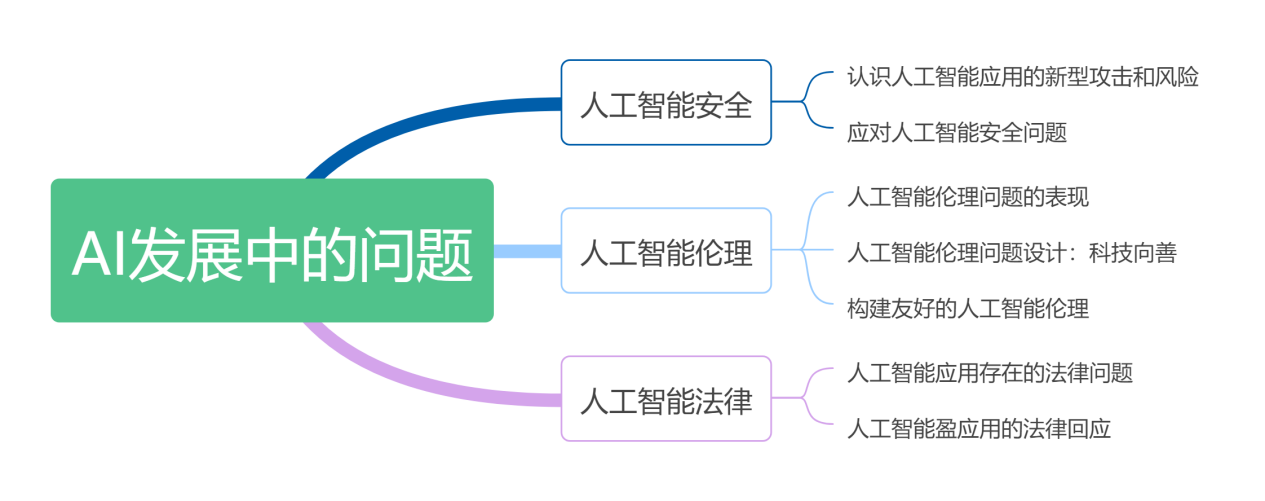 AI发展中的问题
人工智能安全
认识人工智能应用的新型攻击和风险
应对人工智能安全问题
人工智能伦理
人工智能伦理问题的表现
人工智能伦理问题设计：科技向善
构建友好的人工智能伦理
人工智能法律
人工智能应用存在的法律问题
人工智能盈应用的法律回应